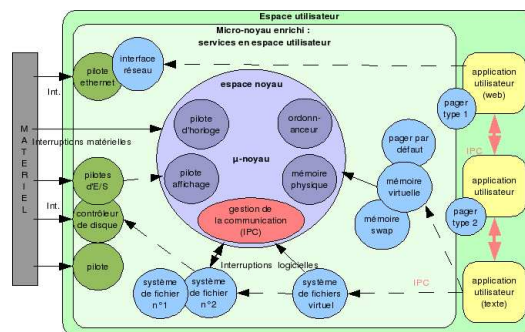 Espace utilisateur
Micro-noyau enrichi :
services en espace utilisateur
MATERIEL
Int.
Interruptions matérielles
Int.
pilote
ethernet
interface
réseau
espace noyau
pilote
d'horloge
ordonn-
anceur
µ-noyau
pilote
affichage
mémoire
physique
gestion de
la communication
(IPC)
pilotes
d'E/S
contrôleur
de disque
pilote
Interruptions logicielles
système
de fichier
n°1
système
de fichier
n°2
système
de fichiers
virtuel
pager par
défaut
mémoire
virtuelle
mémoire
swap
pager
type 1
pager
type 2
application
utilisateur
(web)
IPC
application
utilisateur
IPC
application
utilisateur
(texte)